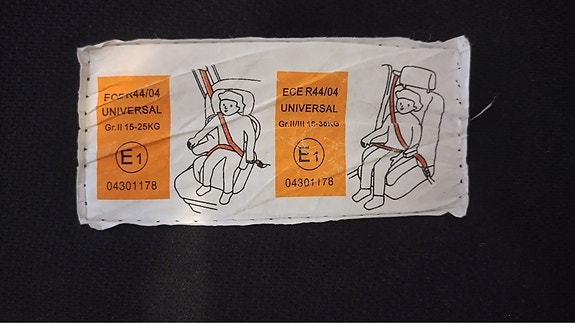 ECE R44/04
UNIVERSAL
Gr.II 15-25KG
E1
04301178
ECE R44/04
UNIVERSAL
Gr.II/III 15-36KG
E1
04301178